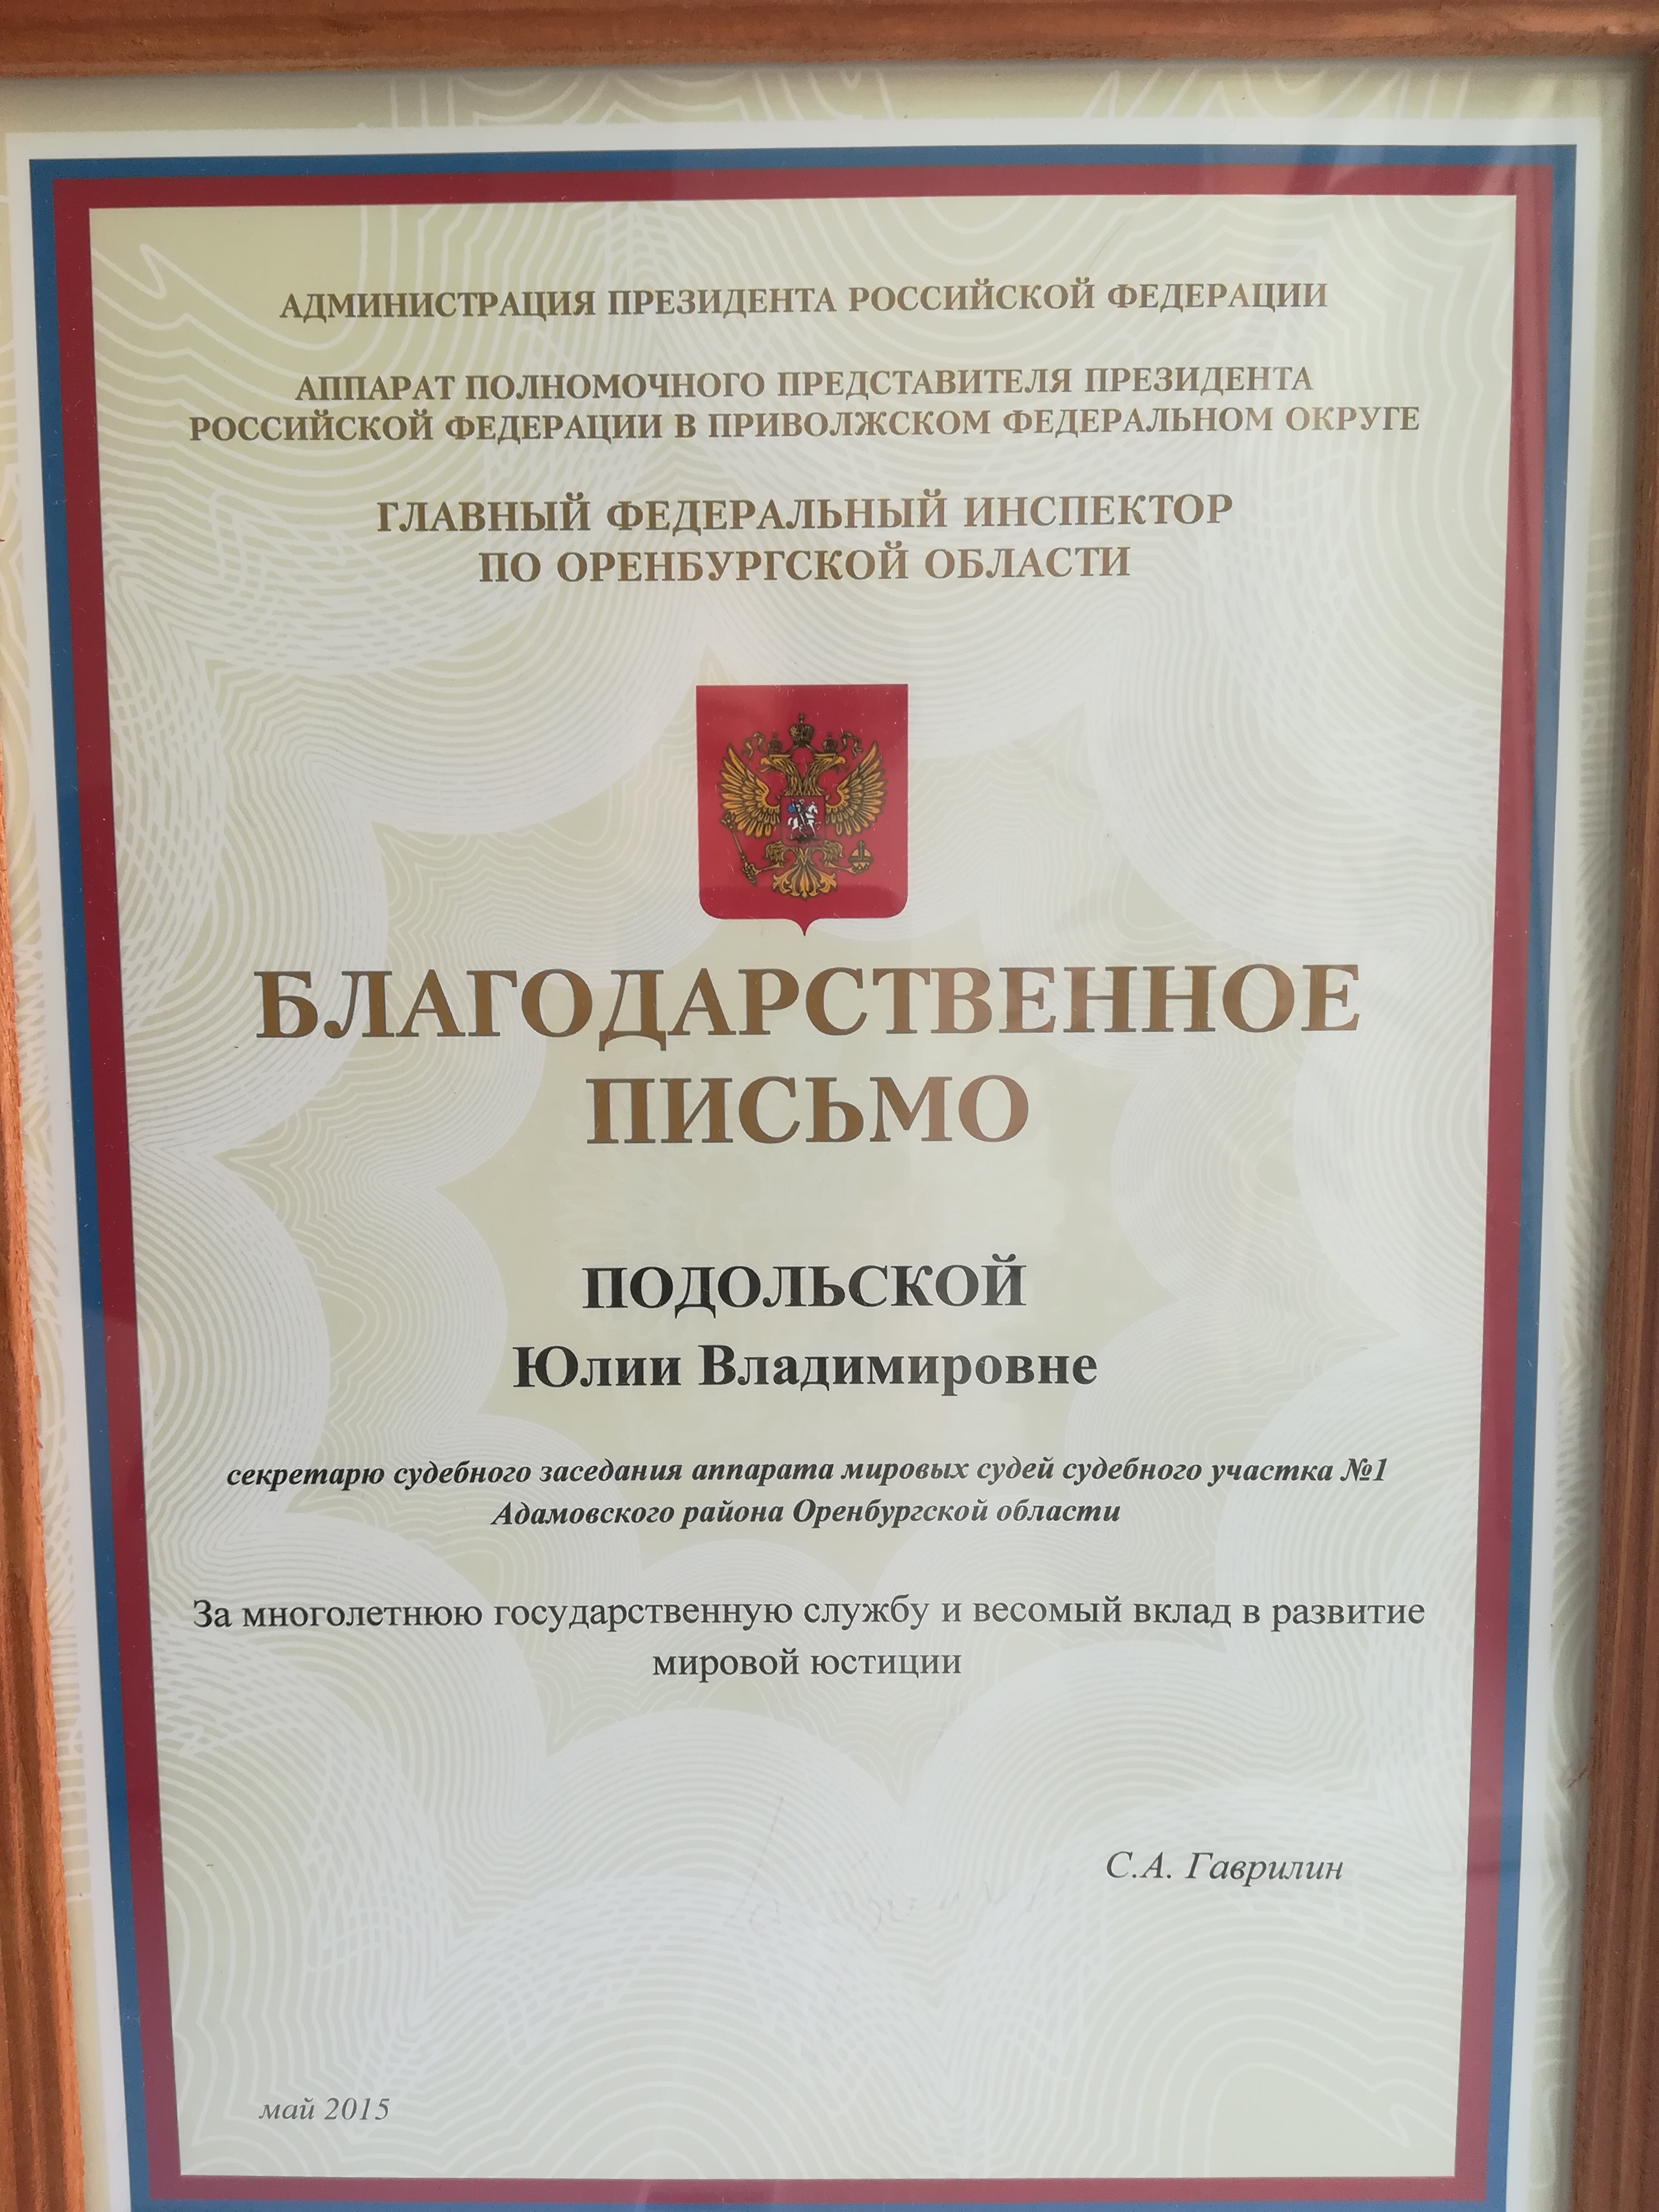 АДМИНИСТРАЦИЯ ПРЕЗИДЕНТА РОССИЙСКОЙ ФЕДЕРАЦИИ
АППАРАТ ПОЛНОМОЧНОГО ПРЕДСТАВИТЕЛЯ ПРЕЗИДЕНТА
РОССИЙСКОЙ ФЕДЕРАЦИИ В ПРИВОЛЖСКОМ ФЕДЕРАЛЬНОМ ОКРУГЕ
ГЛАВНЫЙ ФЕДЕРАЛЬНЫЙ ИНСПЕКТОР
ПО ОРЕНБУРГСКОЙ ОБЛАСТИ
БЛАГОДАРСТВЕННОЕ
ПИСЬМО
ПОДОЛЬСКОЙ
Юлии Владимировне
секретарю судебного заседания аппарата мировых судей судебного участка №1
Адамовского района Оренбургской области
За многолетнюю государственную службу и весомый вклад в развитие
мировой юстиции
С.А. Гаврилин
май 2015